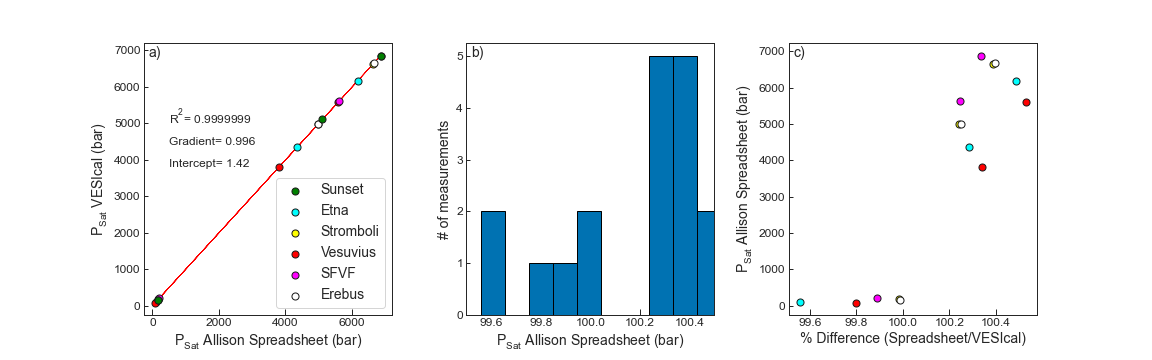 a)
7000
6000
5000
4000
3000
2000
1000
0
P_Sat VESIcal (bar)
R² = 0.9999999
Gradient= 0.996
Intercept= 1.42
Sunset
Etna
Stromboli
Vesuvius
SFVF
Erebus
0 2000 4000 6000
P_Sat Allison Spreadsheet (bar)
b)
5
4
3
2
1
0
# of measurements
99.6 99.8 100.0 100.2 100.4
P_Sat Allison Spreadsheet (bar)
c)
7000
6000
5000
4000
3000
2000
1000
0
P_Sat Allison Spreadsheet (bar)
99.6 99.8 100.0 100.2 100.4
% Difference (Spreadsheet/VESIcal)